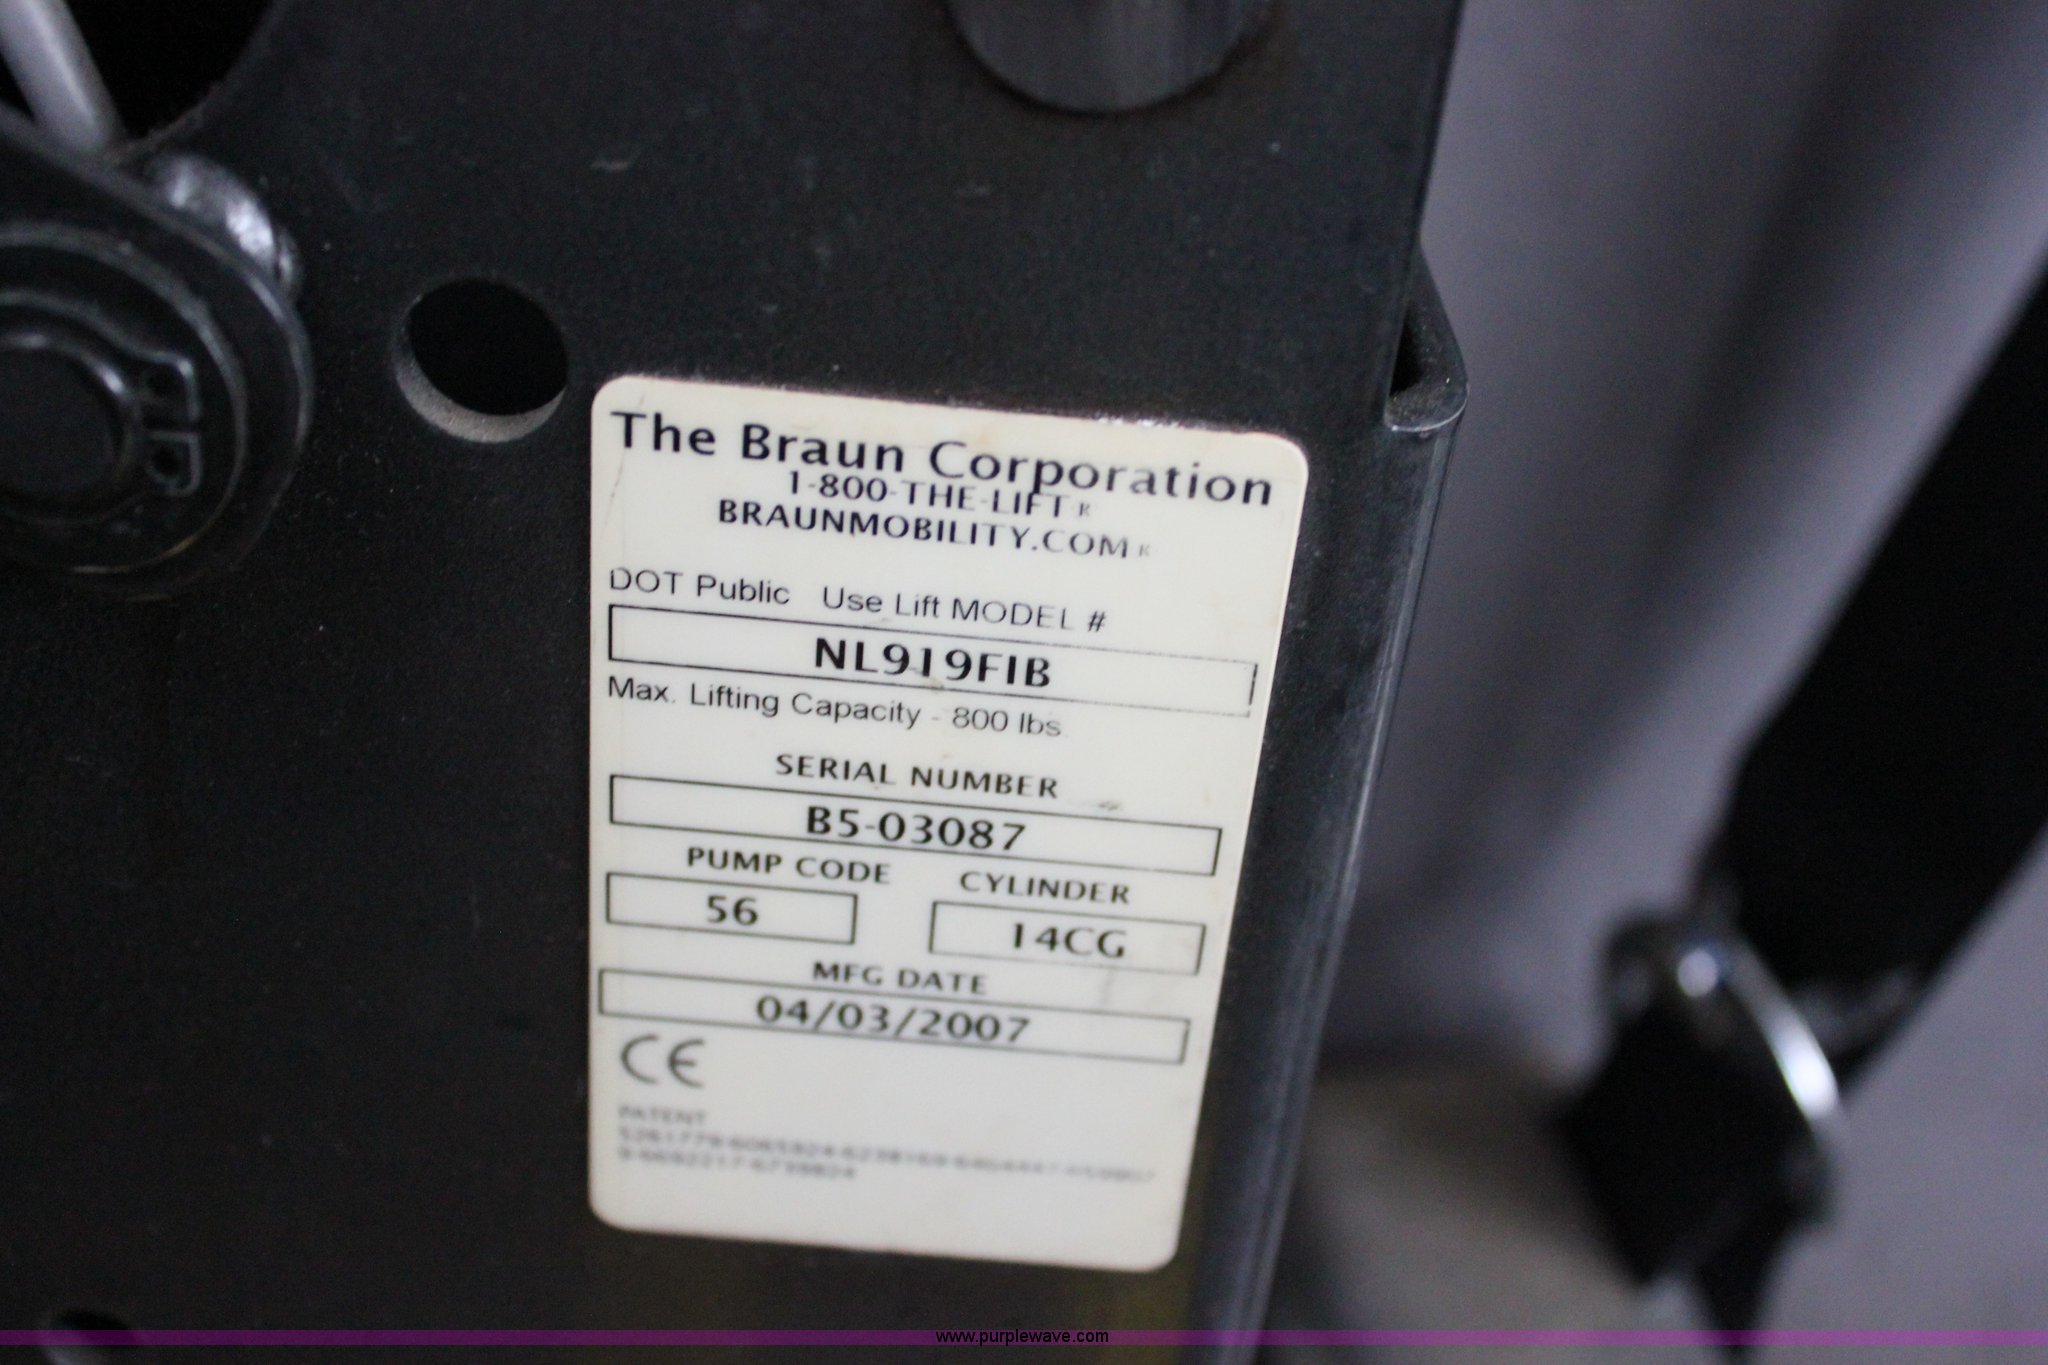 The Braun Corporation
1-800-THE-LIFT®
BRAUNMOBILITY.COM®
DOT Public Use Lift MODEL #
NL919FIB
Max. Lifting Capacity - 800 lbs.
SERIAL NUMBER
B5-03087
PUMP CODE CYLINDER
56 14CG
MFG DATE
04/03/2007
CE
PATENT
www.purplewave.com